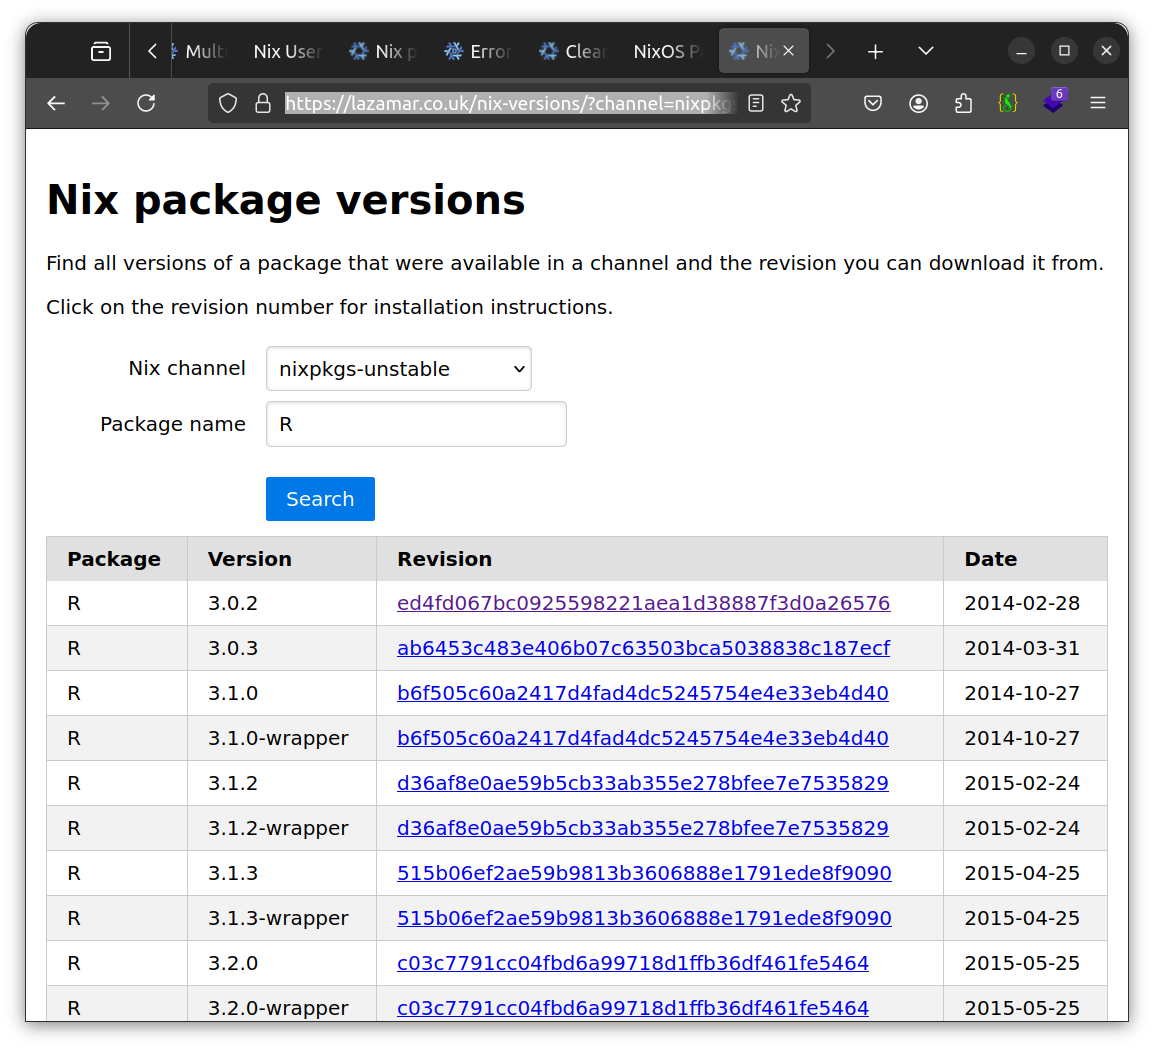 Multi Nix User Nix p Error Clear NixOS P Nix
https://lazamar.co.uk/nix-versions/?channel=nixpkg 6
Nix package versions
Find all versions of a package that were available in a channel and the revision you can download it from.
Click on the revision number for installation instructions.
Nix channel nixpkgs-unstable
Package name R
Search
Package Version Revision Date
R 3.0.2 ed4fd067bc0925598221aea1d38887f3d0a26576 2014-02-28
R 3.0.3 ab6453c483e406b07c63503bca5038838c187ecf 2014-03-31
R 3.1.0 b6f505c60a2417d4fad4dc5245754e4e33eb4d40 2014-10-27
R 3.1.0-wrapper b6f505c60a2417d4fad4dc5245754e4e33eb4d40 2014-10-27
R 3.1.2 d36af8e0ae59b5cb33ab355e278bfee7e7535829 2015-02-24
R 3.1.2-wrapper d36af8e0ae59b5cb33ab355e278bfee7e7535829 2015-02-24
R 3.1.3 515b06ef2ae59b9813b3606888e1791ede8f9090 2015-04-25
R 3.1.3-wrapper 515b06ef2ae59b9813b3606888e1791ede8f9090 2015-04-25
R 3.2.0 c03c7791cc04fbd6a99718d1ffb36df461fe5464 2015-05-25
R 3.2.0-wrapper c03c7791cc04fbd6a99718d1ffb36df461fe5464 2015-05-25